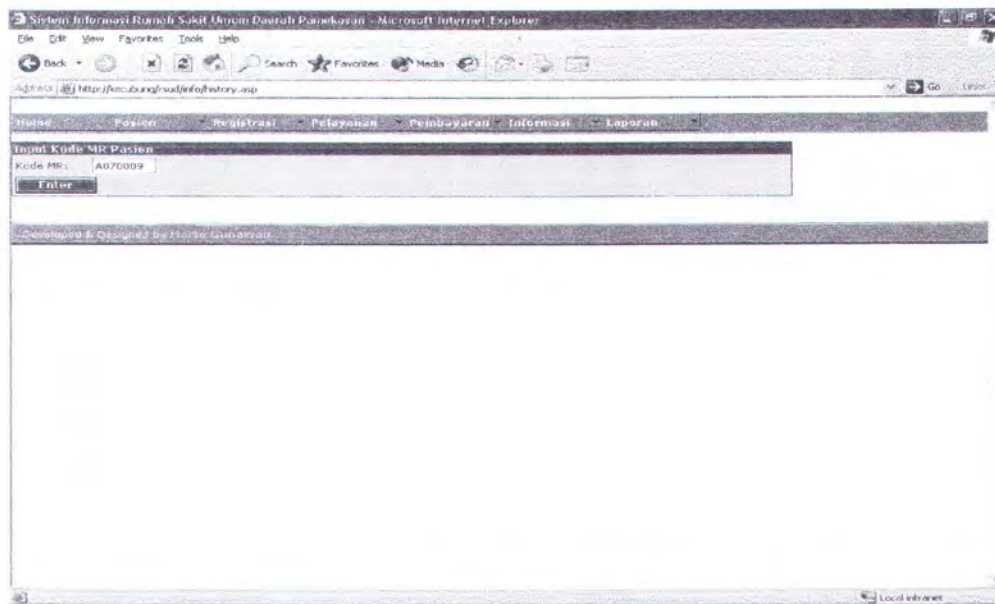 Sistem Informasi Rumah Sakit Umum Daerah Pamekasan - Microsoft Internet Explorer
File Edit View Favorites Tools Help
Back Search Favorites Media
Address http://kecubung/rsud/info/history.asp Go Links
Home Pasien Registrasi Pelayanan Pembayaran Informasi Laporan
Input Kode MR Pasien
Kode MR: A070009
Enter
Developed & Designed by Gunawan
Local intranet